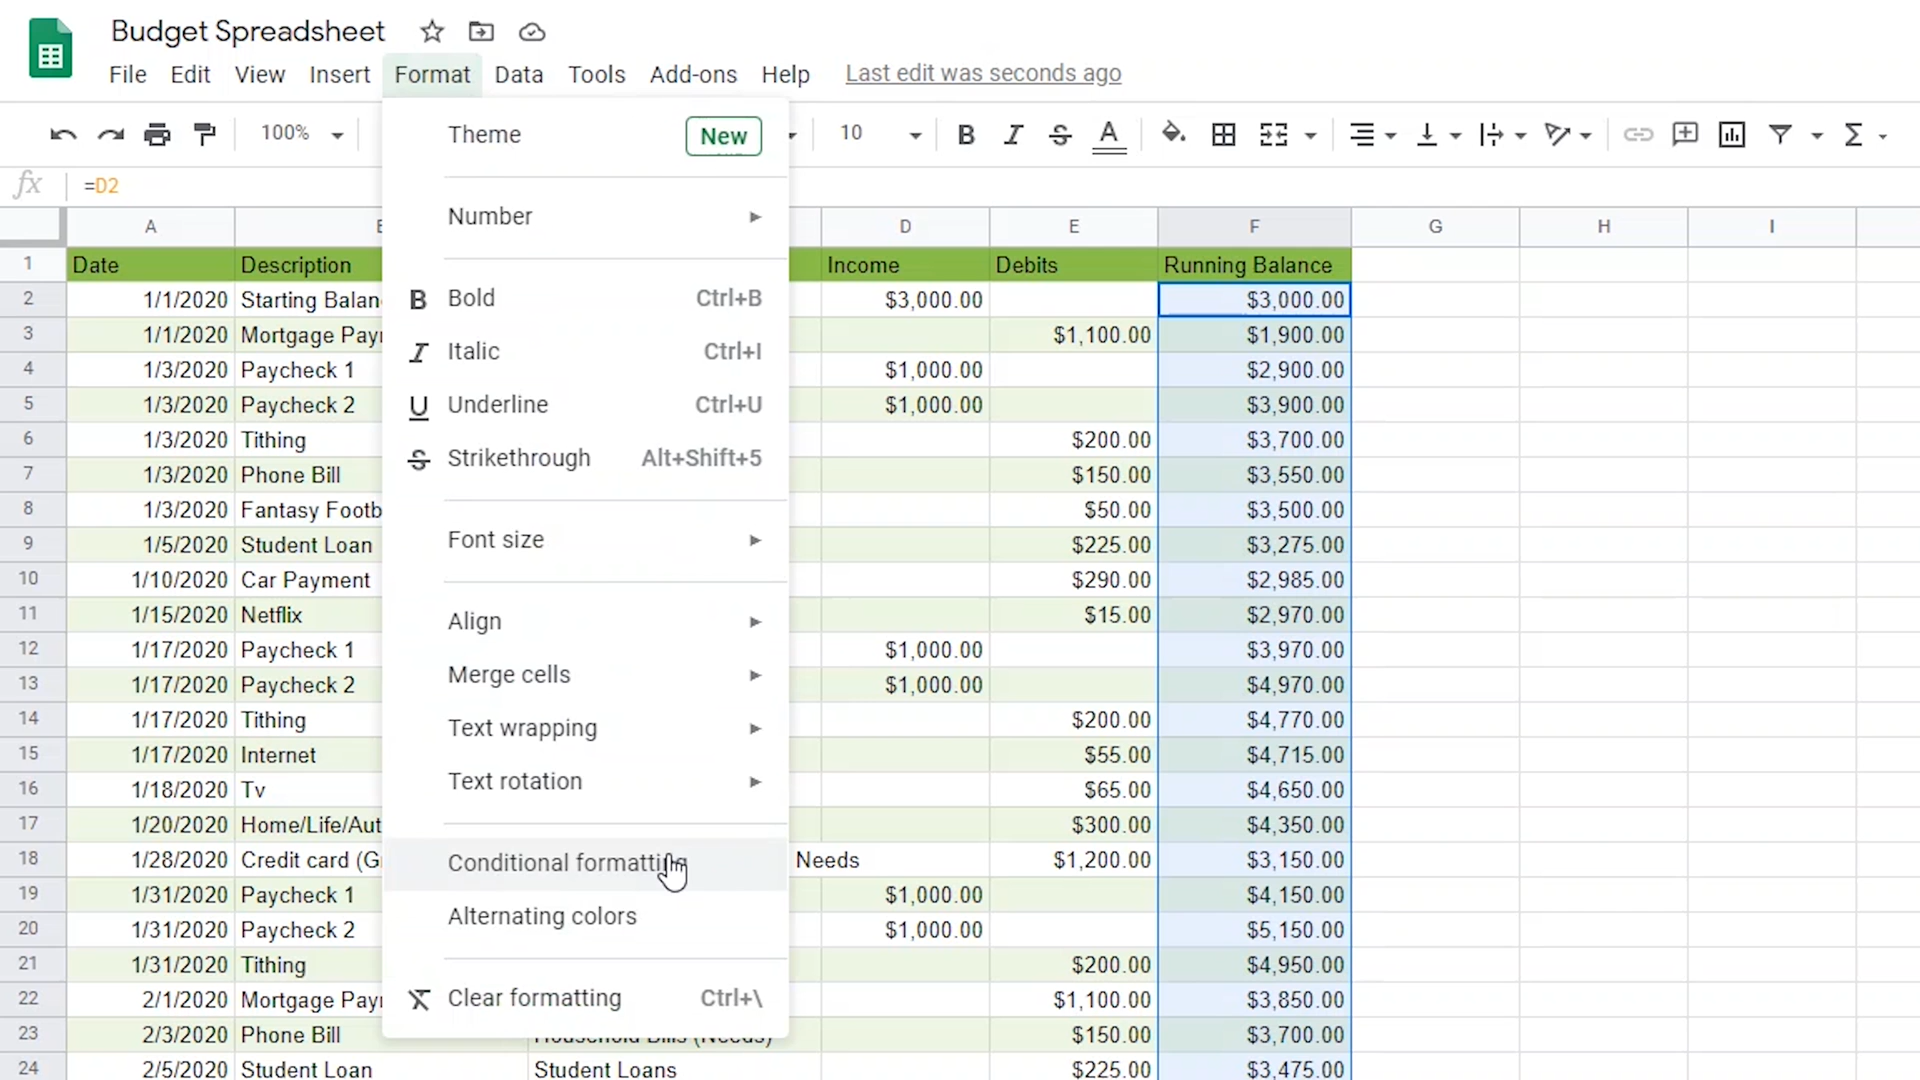 Budget Spreadsheet
File Edit View Insert Format Data Tools Add-ons Help Last edit was seconds ago
100% 10 B I S A Σ
fx =D2
A D E F G H I
1 Date Description Income Debits Running Balance
2 1/1/2020 Starting Balan $3,000.00 $3,000.00
3 1/1/2020 Mortgage Pay $1,100.00 $1,900.00
4 1/3/2020 Paycheck 1 $1,000.00 $2,900.00
5 1/3/2020 Paycheck 2 $1,000.00 $3,900.00
6 1/3/2020 Tithing $200.00 $3,700.00
7 1/3/2020 Phone Bill $150.00 $3,550.00
8 1/3/2020 Fantasy Footb $50.00 $3,500.00
9 1/5/2020 Student Loan $225.00 $3,275.00
10 1/10/2020 Car Payment $290.00 $2,985.00
11 1/15/2020 Netflix $15.00 $2,970.00
12 1/17/2020 Paycheck 1 $1,000.00 $3,970.00
13 1/17/2020 Paycheck 2 $1,000.00 $4,970.00
14 1/17/2020 Tithing $200.00 $4,770.00
15 1/17/2020 Internet $55.00 $4,715.00
16 1/18/2020 Tv $65.00 $4,650.00
17 1/20/2020 Home/Life/Aut $300.00 $4,350.00
18 1/28/2020 Credit card (G Needs $1,200.00 $3,150.00
19 1/31/2020 Paycheck 1 $1,000.00 $4,150.00
20 1/31/2020 Paycheck 2 $1,000.00 $5,150.00
21 1/31/2020 Tithing $200.00 $4,950.00
22 2/1/2020 Mortgage Pay $1,100.00 $3,850.00
23 2/3/2020 Phone Bill Household Bills (Needs) $150.00 $3,700.00
24 2/5/2020 Student Loan Student Loans $225.00 $3,475.00
Theme New
Number
B Bold Ctrl+B
I Italic Ctrl+I
U Underline Ctrl+U
S Strikethrough Alt+Shift+5
Font size
Align
Merge cells
Text wrapping
Text rotation
Conditional formatting
Alternating colors
Clear formatting Ctrl+\